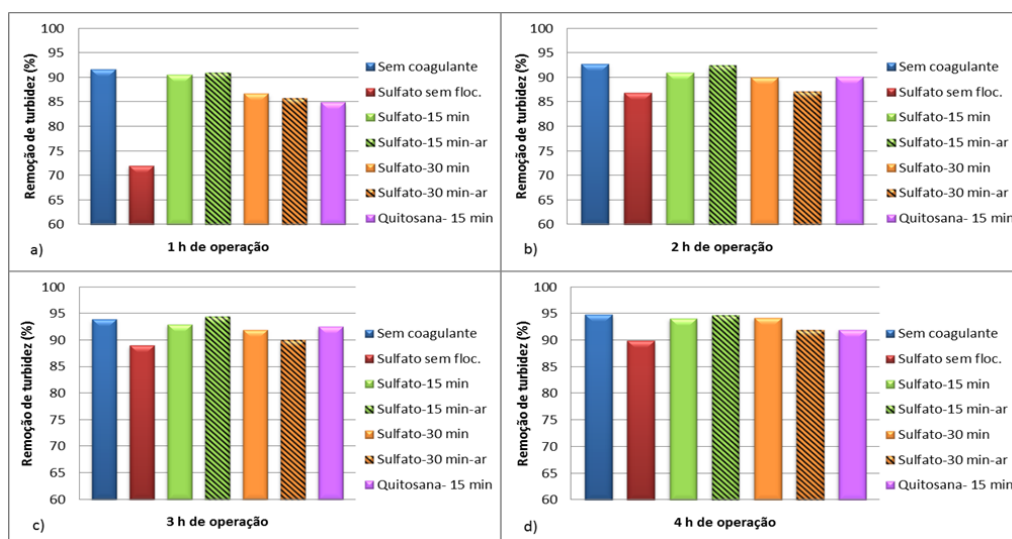 Remoção de turbidez (%)
100
95
90
85
80
75
70
65
60
Sem coagulante
Sulfato sem floc.
Sulfato-15 min
Sulfato-15 min-ar
Sulfato-30 min
Sulfato-30 min-ar
Quitosana- 15 min
a)
1 h de operação
Remoção de turbidez (%)
100
95
90
85
80
75
70
65
60
Sem coagulante
Sulfato sem floc.
Sulfato-15 min
Sulfato-15 min-ar
Sulfato-30 min
Sulfato-30 min-ar
Quitosana- 15 min
b)
2 h de operação
Remoção de turbidez (%)
100
95
90
85
80
75
70
65
60
Sem coagulante
Sulfato sem floc.
Sulfato-15 min
Sulfato-15 min-ar
Sulfato-30 min
Sulfato-30 min-ar
Quitosana- 15 min
c)
3 h de operação
Remoção de turbidez (%)
100
95
90
85
80
75
70
65
60
Sem coagulante
Sulfato sem floc.
Sulfato-15 min
Sulfato-15 min-ar
Sulfato-30 min
Sulfato-30 min-ar
Quitosana- 15 min
d)
4 h de operação